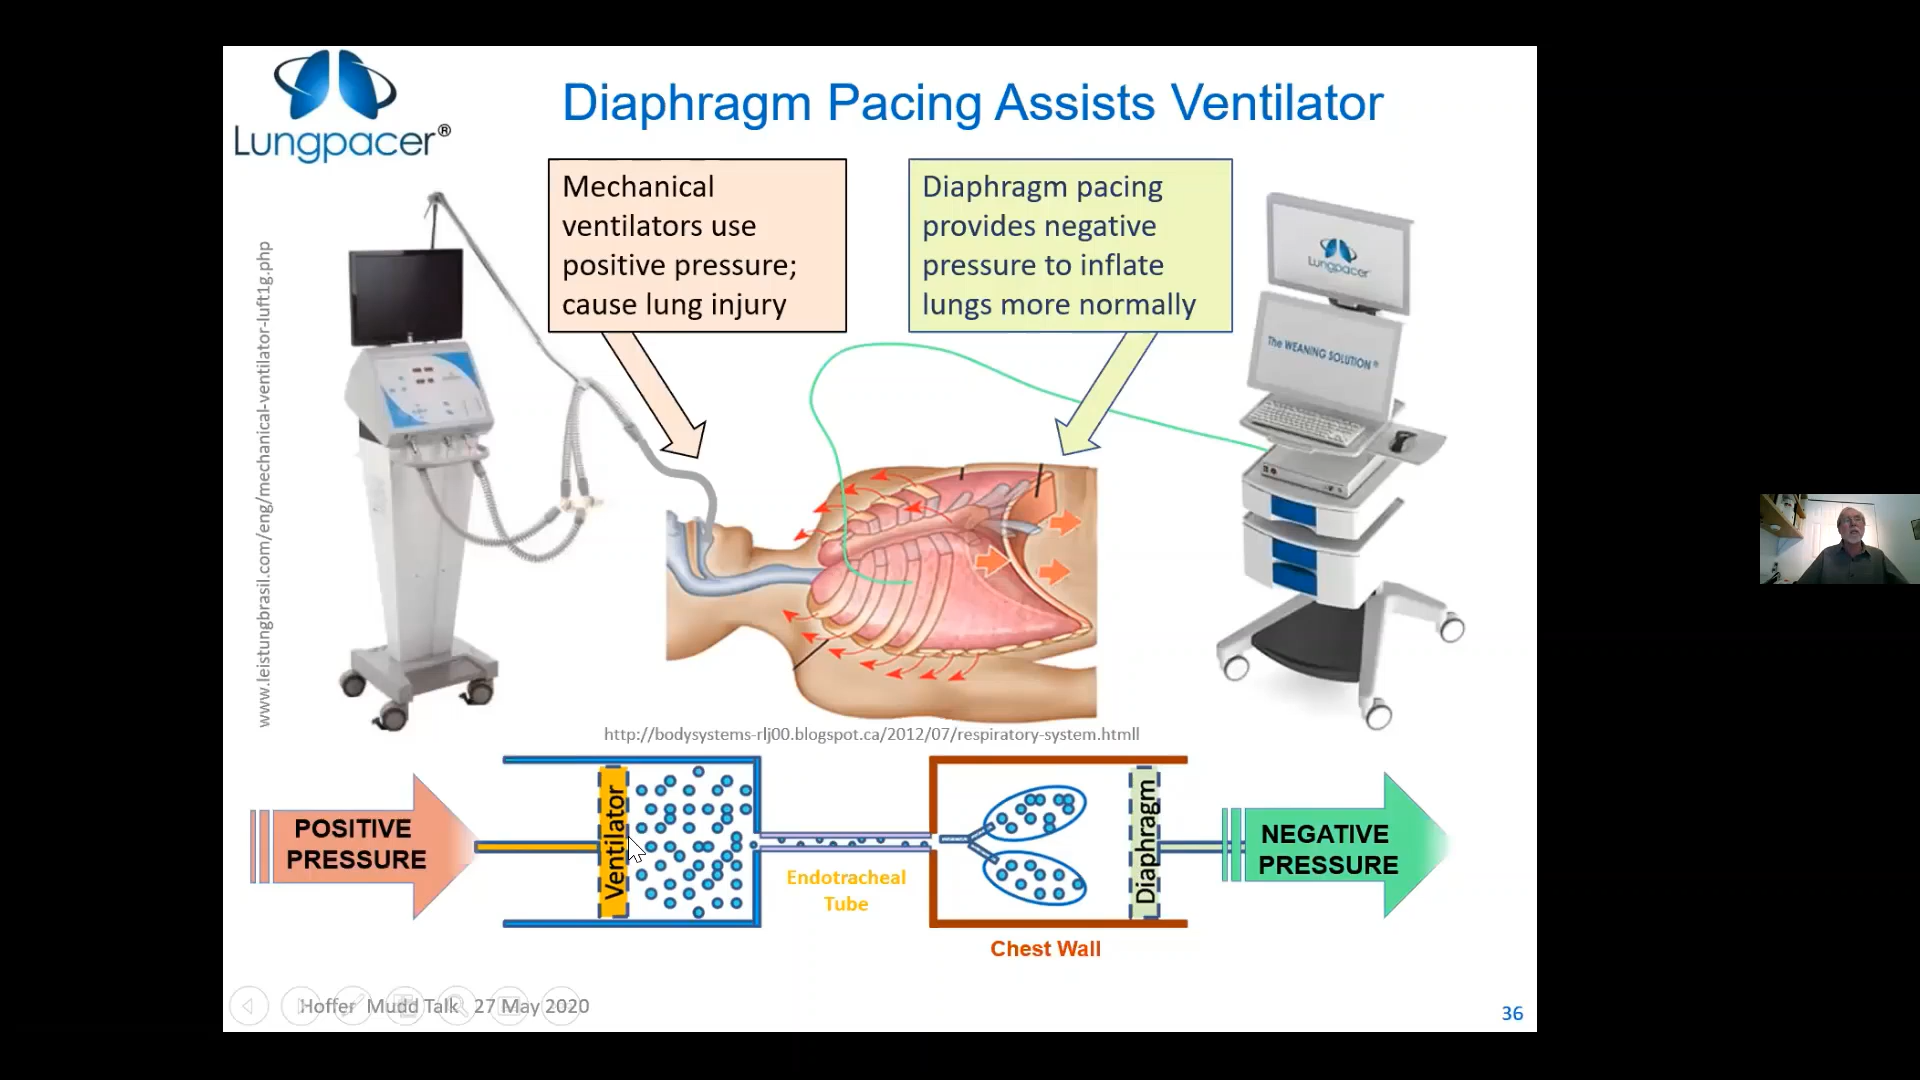 Lungpacer®
Diaphragm Pacing Assists Ventilator
Mechanical
ventilators use
positive pressure;
cause lung injury
Diaphragm pacing
provides negative
pressure to inflate
lungs more normally
www.leistungbrasil.com/eng/mechanical-ventilator-luft1g.php
Lungpacer
The WEANING SOLUTION®
http://bodysystems-rlj00.blogspot.ca/2012/07/respiratory-system.htmll
POSITIVE
PRESSURE
Ventilator
Endotracheal
Tube
Diaphragm
Chest Wall
NEGATIVE
PRESSURE
Hoffer Mudd Talk 27 May 2020
36